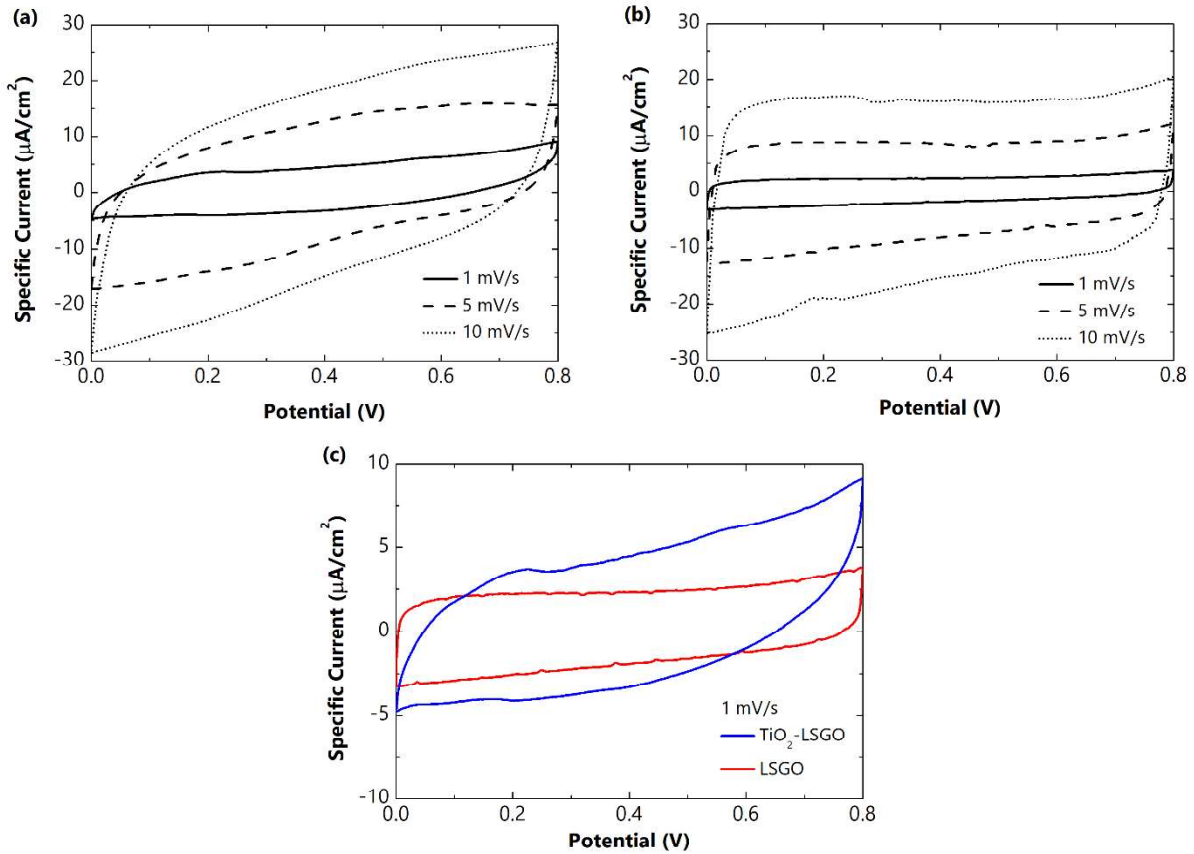 (a)
Specific Current (μA/cm²)
30
20
10
0
-10
-20
-30
1 mV/s
5 mV/s
10 mV/s
0.0 0.2 0.4 0.6 0.8
Potential (V)
(b)
Specific Current (μA/cm²)
30
20
10
0
-10
-20
-30
1 mV/s
5 mV/s
10 mV/s
0.0 0.2 0.4 0.6 0.8
Potential (V)
(c)
Specific Current (μA/cm²)
10
5
0
-5
-10
1 mV/s
TiO₂-LSGO
LSGO
0.0 0.2 0.4 0.6 0.8
Potential (V)